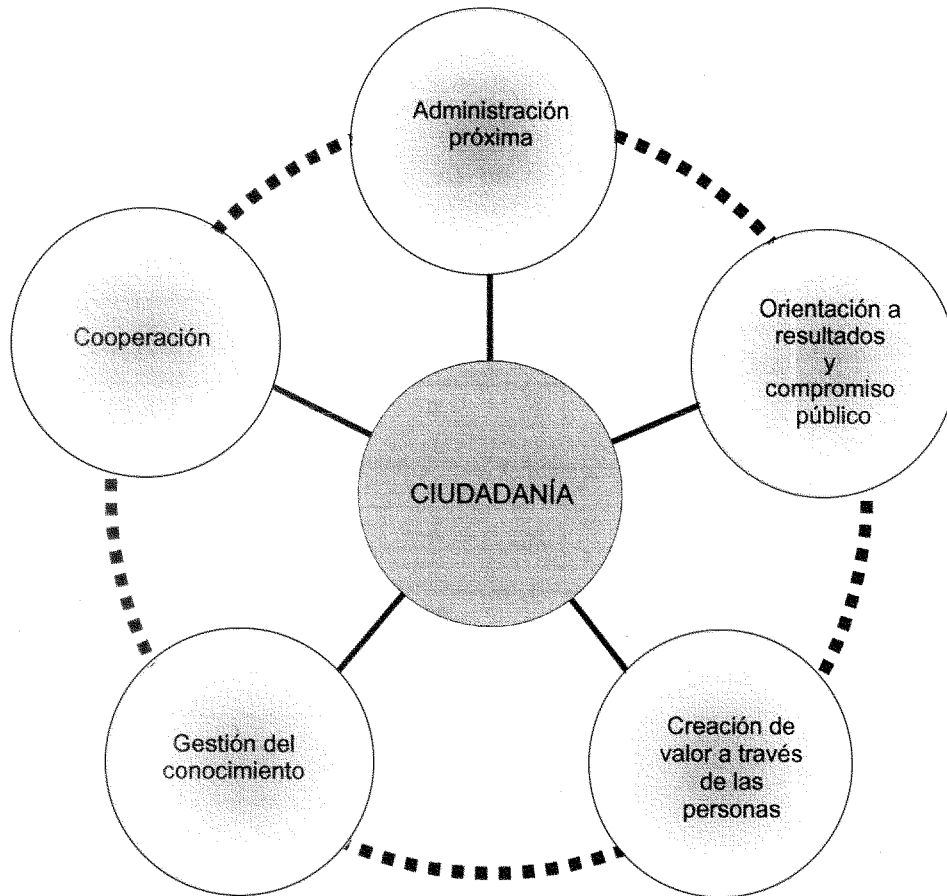 Administración
próxima
Orientación a
resultados
y
compromiso
público
Cooperación
CIUDADANÍA
Creación de
valor a través
de las
personas
Gestión del
conocimiento